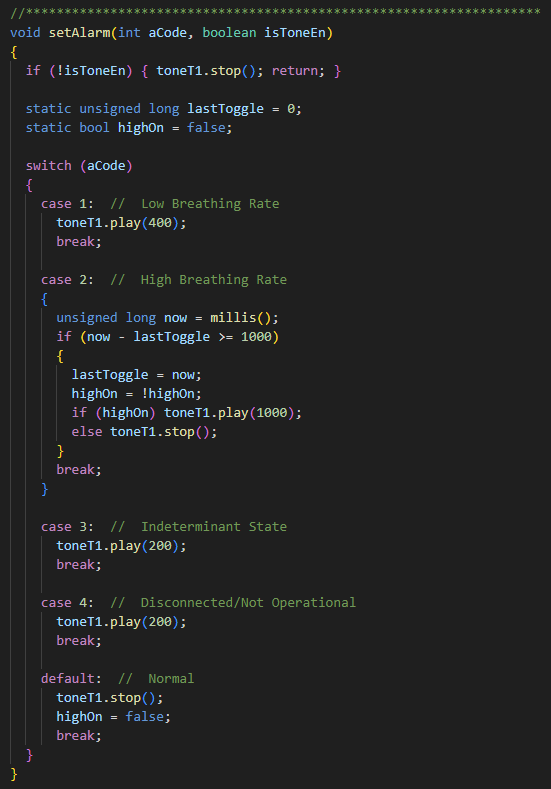 //*******************************************************************
void setAlarm(int aCode, boolean isToneEn)
{
  if (!isToneEn) { toneT1.stop(); return; }

  static unsigned long lastToggle = 0;
  static bool highOn = false;

  switch (aCode)
  {
    case 1:  //  Low Breathing Rate
      toneT1.play(400);
      break;

    case 2:  //  High Breathing Rate
    {
      unsigned long now = millis();
      if (now - lastToggle >= 1000)
      {
        lastToggle = now;
        highOn = !highOn;
        if (highOn) toneT1.play(1000);
        else toneT1.stop();
      }
      break;
    }

    case 3:  //  Indeterminant State
      toneT1.play(200);
      break;

    case 4:  //  Disconnected/Not Operational
      toneT1.play(200);
      break;

    default:  //  Normal
      toneT1.stop();
      highOn = false;
      break;
  }
}